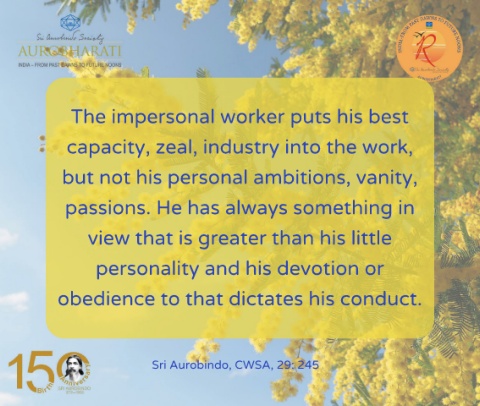 Sri Aurobindo Society
AUROBHARATI
INDIA – FROM PAST DAWNS TO FUTURE NOONS
The impersonal worker puts his best
capacity, zeal, industry into the work,
but not his personal ambitions, vanity,
passions. He has always something in
view that is greater than his little
personality and his devotion or
obedience to that dictates his conduct.
150
Sri Aurobindo, CWSA, 29: 245